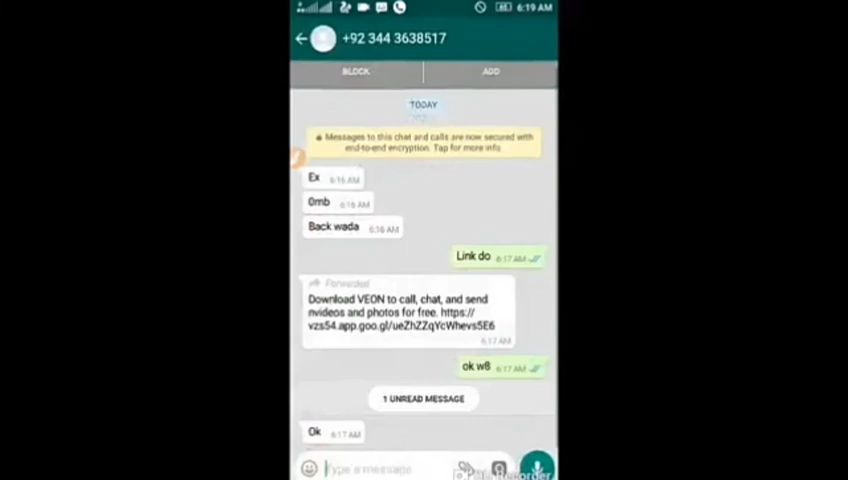 6:19 AM
+92 344 3638517
BLOCK
ADD
TODAY
Messages to this chat and calls are now secured with
end-to-end encryption. Tap for more info.
Ex 6:16 AM
0mb 6:16 AM
Back wada 6:16 AM
Link do 6:17 AM
Forwarded
Download VEON to call, chat, and send
nvideos and photos for free. https://
vzs54.app.goo.gl/ueZhZZqYcWhevs5E6
6:17 AM
ok w8 6:17 AM
1 UNREAD MESSAGE
Ok 6:17 AM
Type a message
Recorder